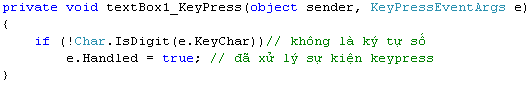 private void textBox1_KeyPress(object sender, KeyPressEventArgs e)
{
if (!Char.IsDigit(e.KeyChar))// không là ký tự số
e.Handled = true; // đã xử lý sự kiện keypress
}